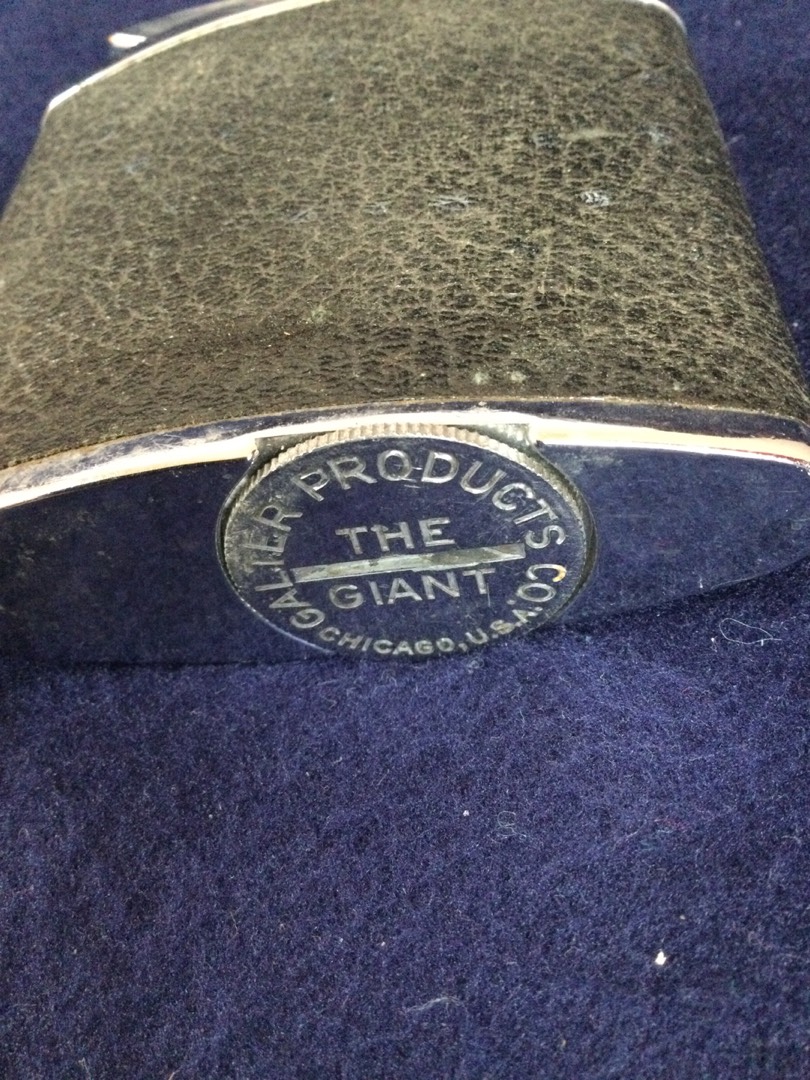 GALTER PRODUCTS CO.
THE
GIANT
CHICAGO, U.S.A.